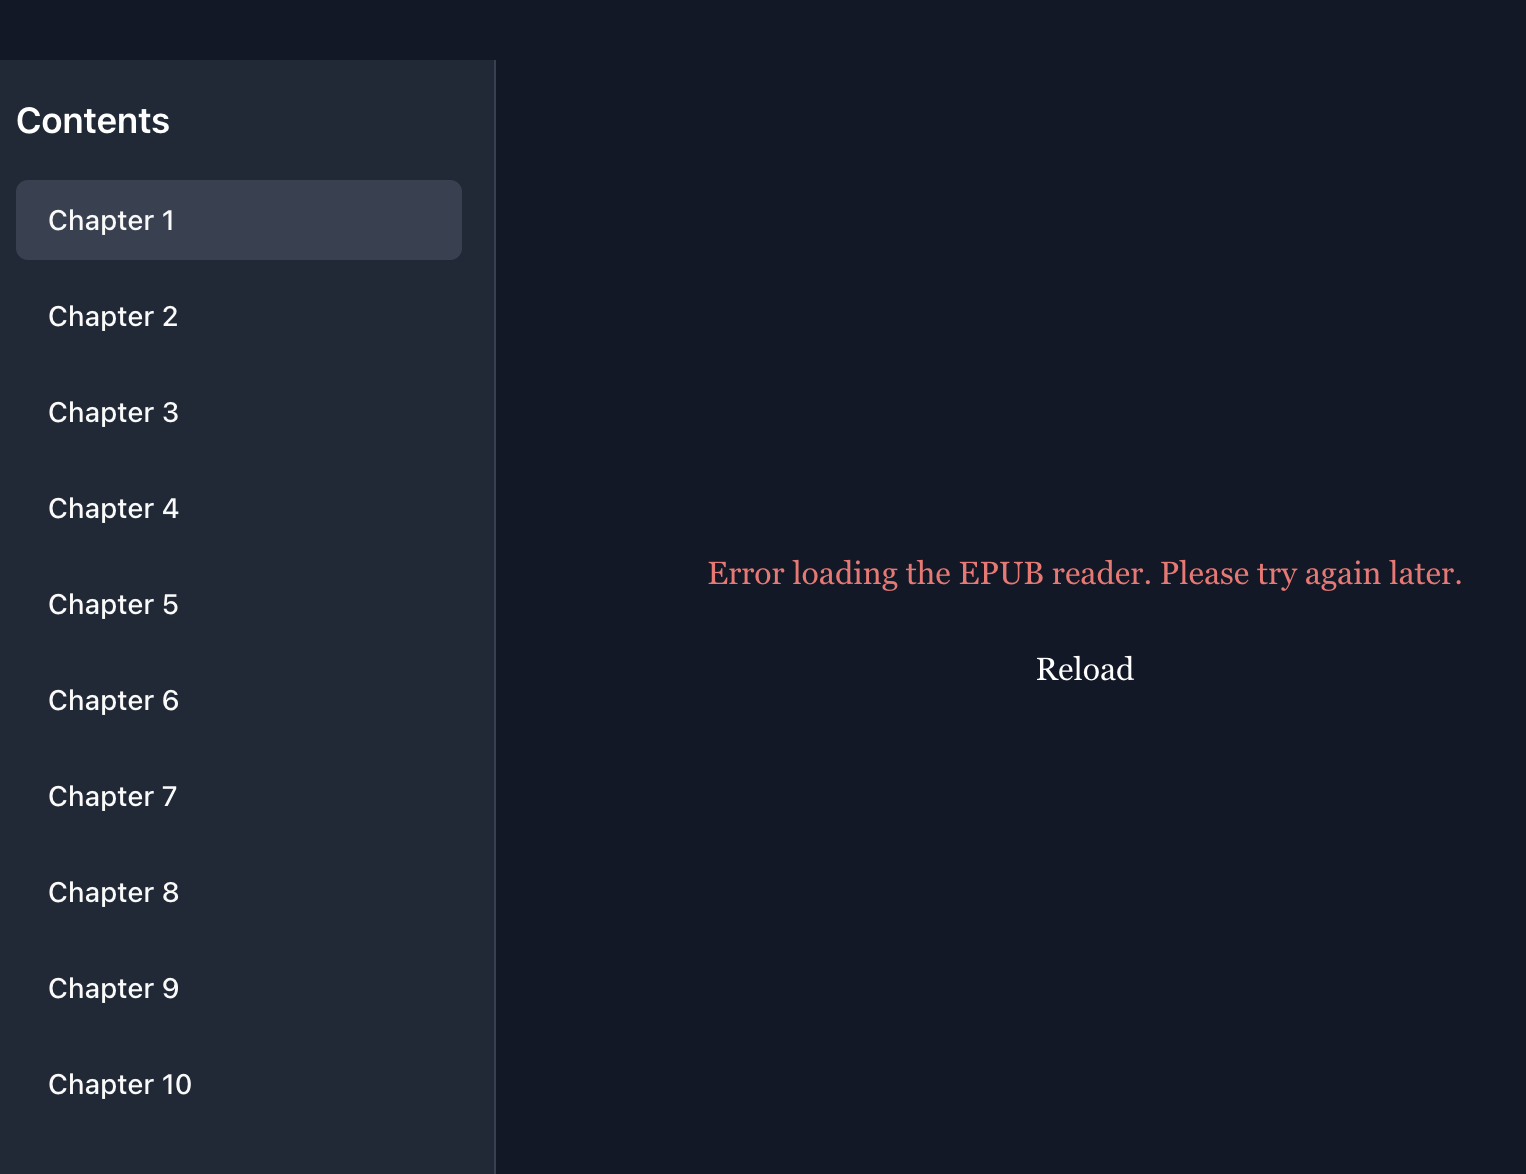 Contents
Chapter 1
Chapter 2
Chapter 3
Chapter 4
Chapter 5
Chapter 6
Chapter 7
Chapter 8
Chapter 9
Chapter 10
Error loading the EPUB reader. Please try again later.
Reload